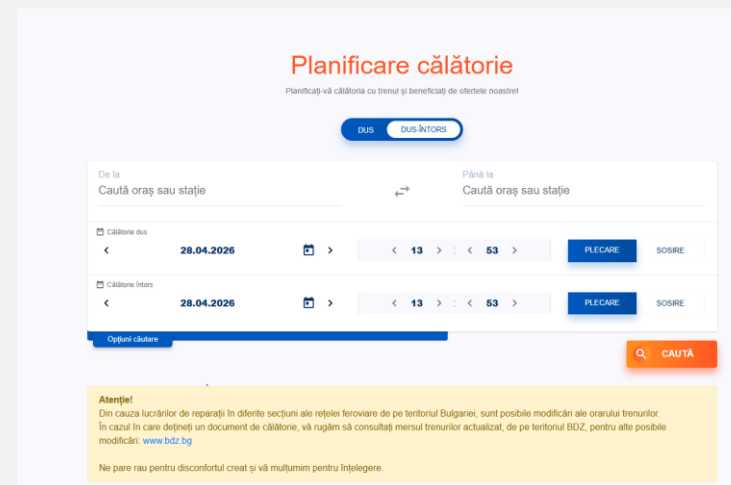 Planificare călătorie
Planificați-vă călătoria cu trenul și beneficiați de ofertele noastre!
DUS DUS-ÎNTORS
De la Până la
Caută oraș sau stație Caută oraș sau stație
Călătorie dus
28.04.2026 13 : 53 PLECARE SOSIRE
Călătorie întors
28.04.2026 13 : 53 PLECARE SOSIRE
Opțiuni căutare
CAUTĂ
Atenție!
Din cauza lucrărilor de reparații în diferite secțiuni ale rețelei feroviare de pe teritoriul Bulgariei, sunt posibile modificări ale orarului trenurilor.
În cazul în care dețineți un document de călătorie, vă rugăm să consultați mersul trenurilor actualizat, de pe teritoriul BDZ, pentru alte posibile
modificări: www.bdz.bg
Ne pare rau pentru disconfortul creat și vă mulțumim pentru înțelegere.